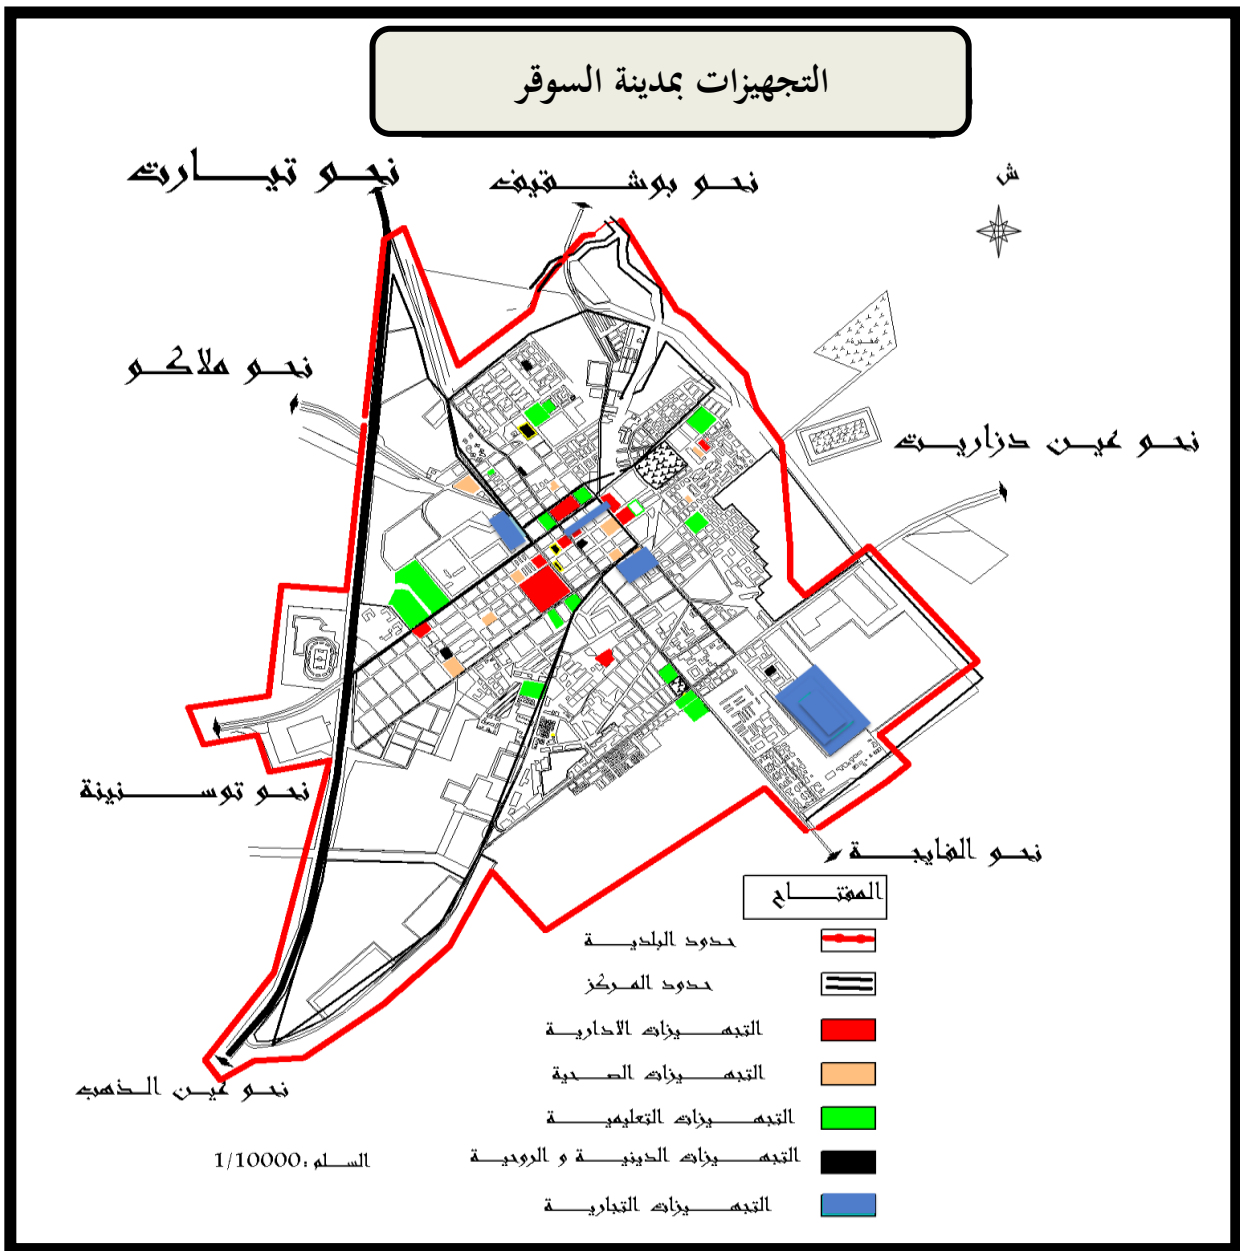 التجهيزات بمدينة السوقر
نحو تيارت
نحو بوشقيف
ش
نحو ملاكو
مقبرة
نحو عين دزاريت
نحو توسنينة
نحو الفايجة
المفتاح
حدود البلدية
حدود المركز
التجهيزات الادارية
التجهيزات الصحية
نحو عين الذهب
التجهيزات التعليمية
التجهيزات الدينية و الروحية
السلم :1/10000
التجهيزات التجارية